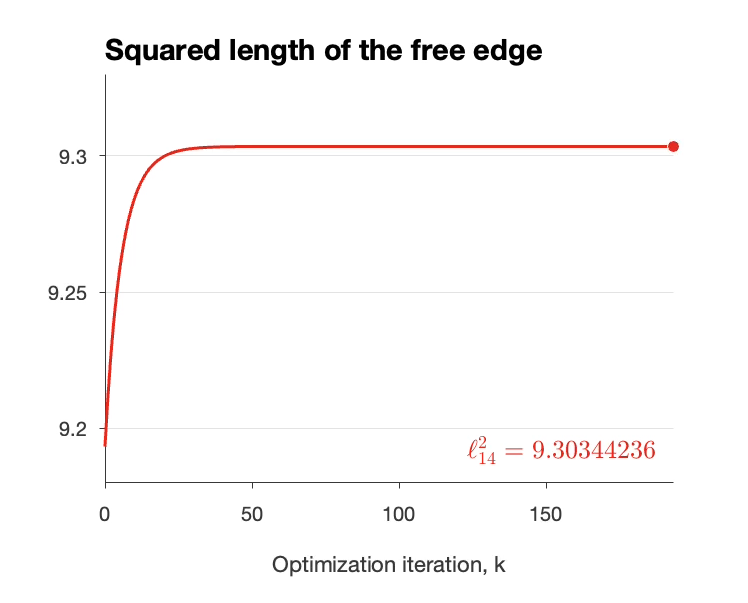 Squared length of the free edge
9.3
9.25
9.2
ℓ²₁₄ = 9.30344236
0 50 100 150
Optimization iteration, k